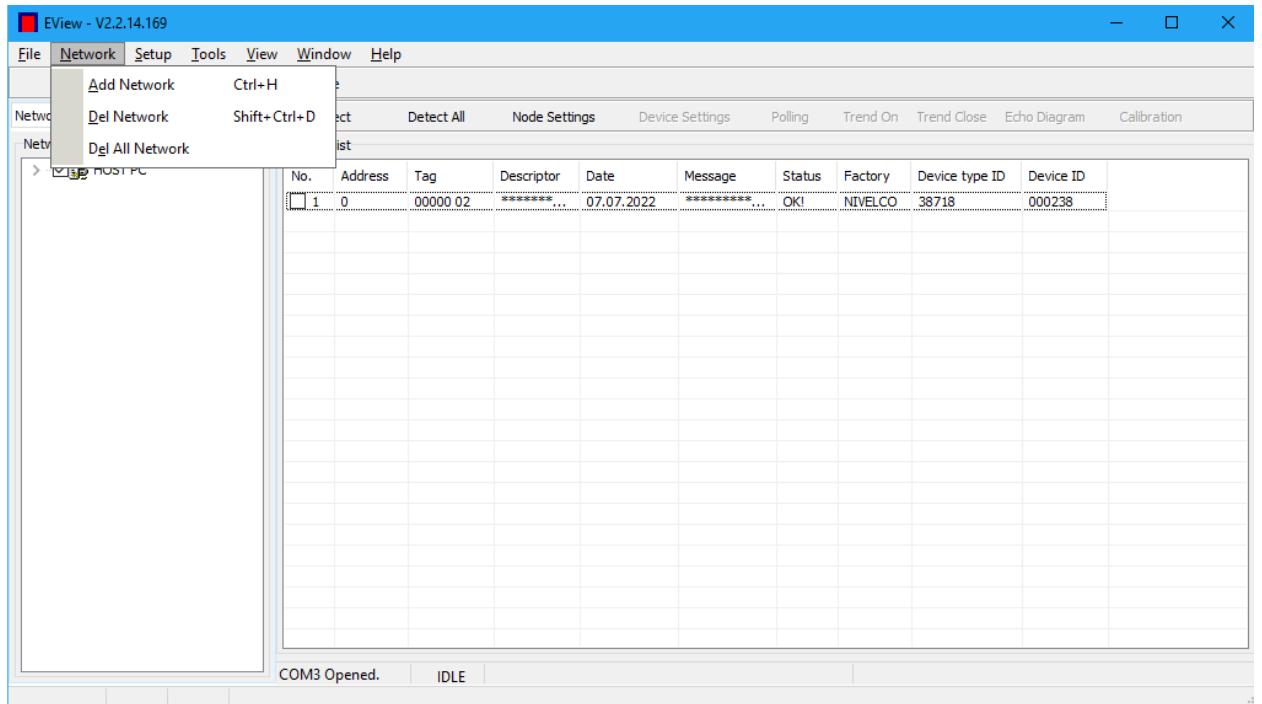 EView - V2.2.14.169
File Network Setup Tools View Window Help
Add Network Ctrl+H
Del Network Shift+Ctrl+D
Del All Network
Detect All Node Settings Device Settings Polling Trend On Trend Close Echo Diagram Calibration
HOST PC
No. Address Tag Descriptor Date Message Status Factory Device type ID Device ID
1 0 00000 02 *******... 07.07.2022 *********... OK! NIVELCO 38718 000238
COM3 Opened. IDLE